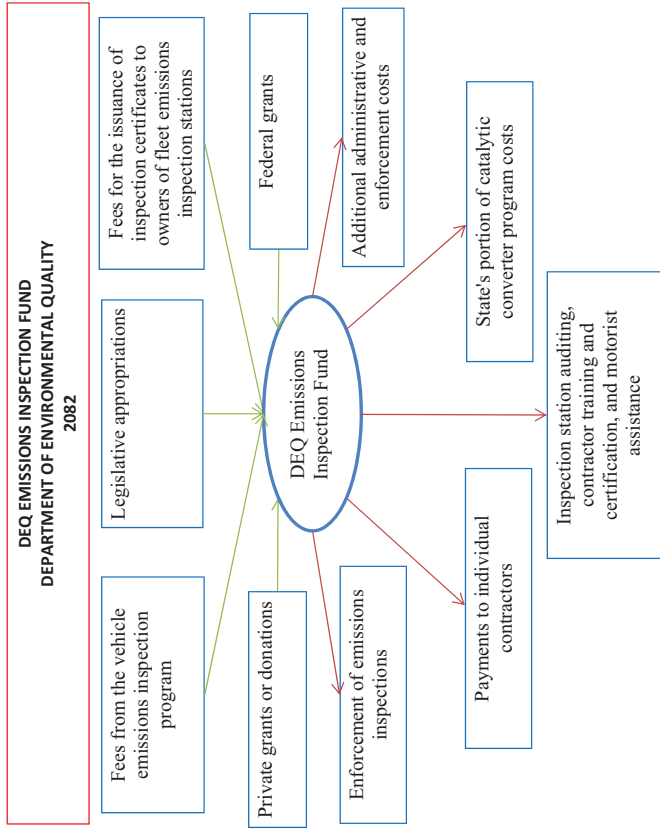 DEQ EMISSIONS INSPECTION FUND
DEPARTMENT OF ENVIRONMENTAL QUALITY
2082
Fees from the vehicle
emissions inspection
program
Legislative appropriations
Fees for the issuance of
inspection certificates to
owners of fleet emissions
inspection stations
Private grants or donations
Federal grants
DEQ Emissions
Inspection Fund
Enforcement of emissions
inspections
Additional administrative and
enforcement costs
Payments to individual
contractors
State's portion of catalytic
converter program costs
Inspection station auditing,
contractor training and
certification, and motorist
assistance